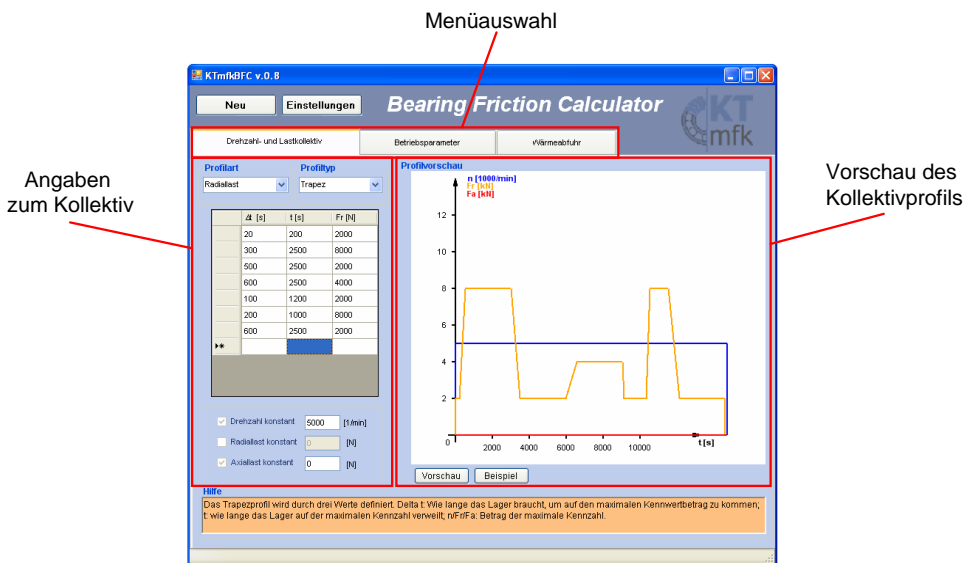 Menüauswahl
KTmfkBFC v.0.8
Neu
Einstellungen
Bearing Friction Calculator
KT
mfk
Drehzahl- und Lastkollektiv
Betriebsparameter
Wärmeabfuhr
Angaben
zum Kollektiv
Vorschau des
Kollektivprofils
Profilart
Profiltyp
Radiallast
Trapez
Δt [s] t [s] Fr [N]
20 200 2000
300 2500 8000
500 2500 2000
600 2500 4000
100 1200 2000
200 1000 8000
600 2500 2000
Drehzahl konstant 5000 [1/min]
Radiallast konstant 0 [N]
Axiallast konstant 0 [N]
Profilvorschau
n [1000/min]
Fr [kN]
Fa [kN]
12
10
8
6
4
2
0
2000 4000 6000 8000 10000
t [s]
Vorschau
Beispiel
Hilfe
Das Trapezprofil wird durch drei Werte definiert. Delta t: Wie lange das Lager braucht, um auf den maximalen Kennwertbetrag zu kommen;
t: wie lange das Lager auf der maximalen Kennzahl verweilt; n/Fr/Fa: Betrag der maximale Kennzahl.